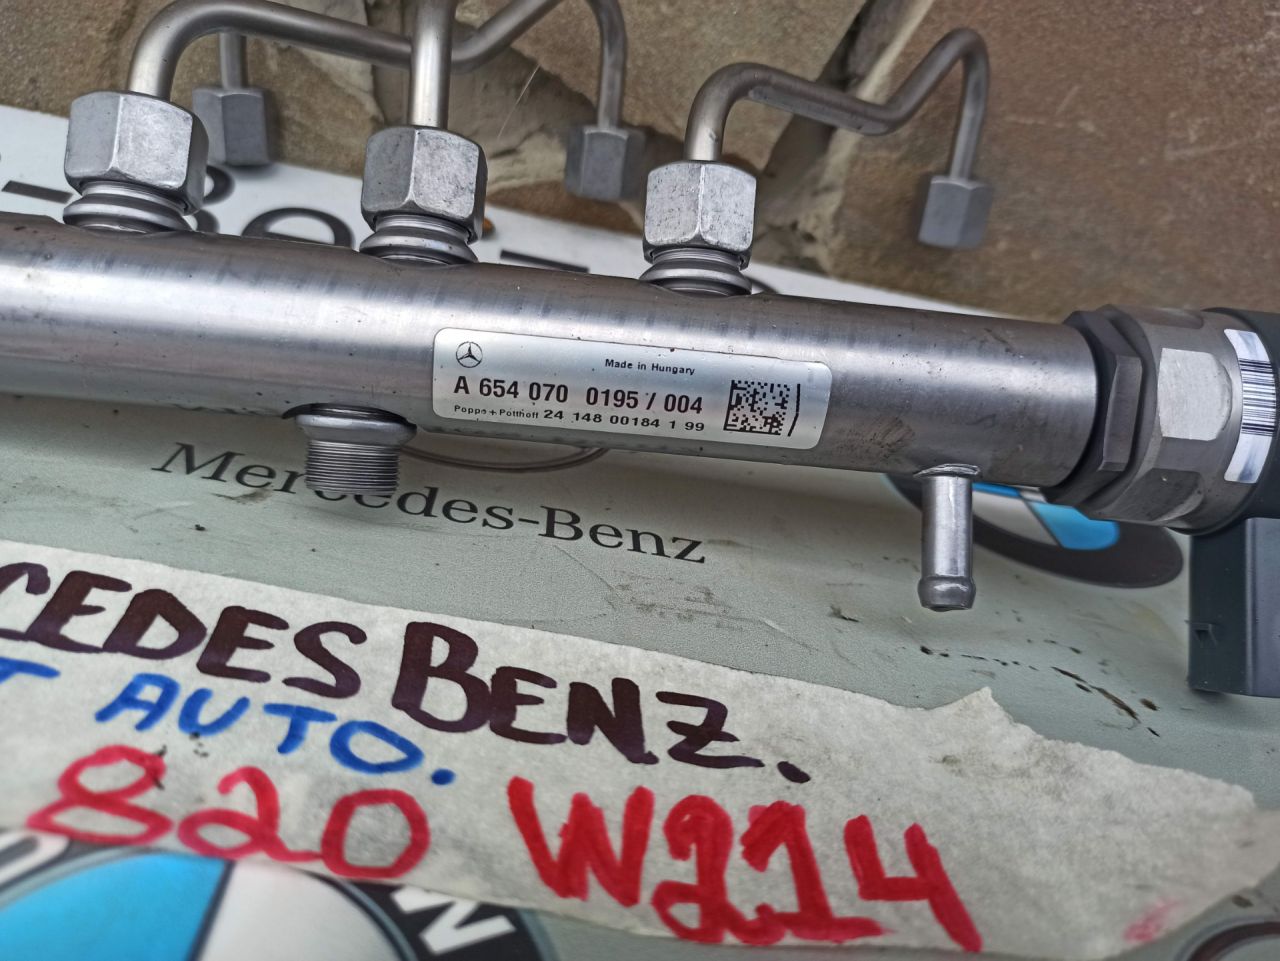 Made in Hungary
A 654 070 0195 / 004
Poppe + Potthoff 24 148 00184 1 99
Mercedes-Benz
CEDES BENZ.
T AUTO.
820 W214
W